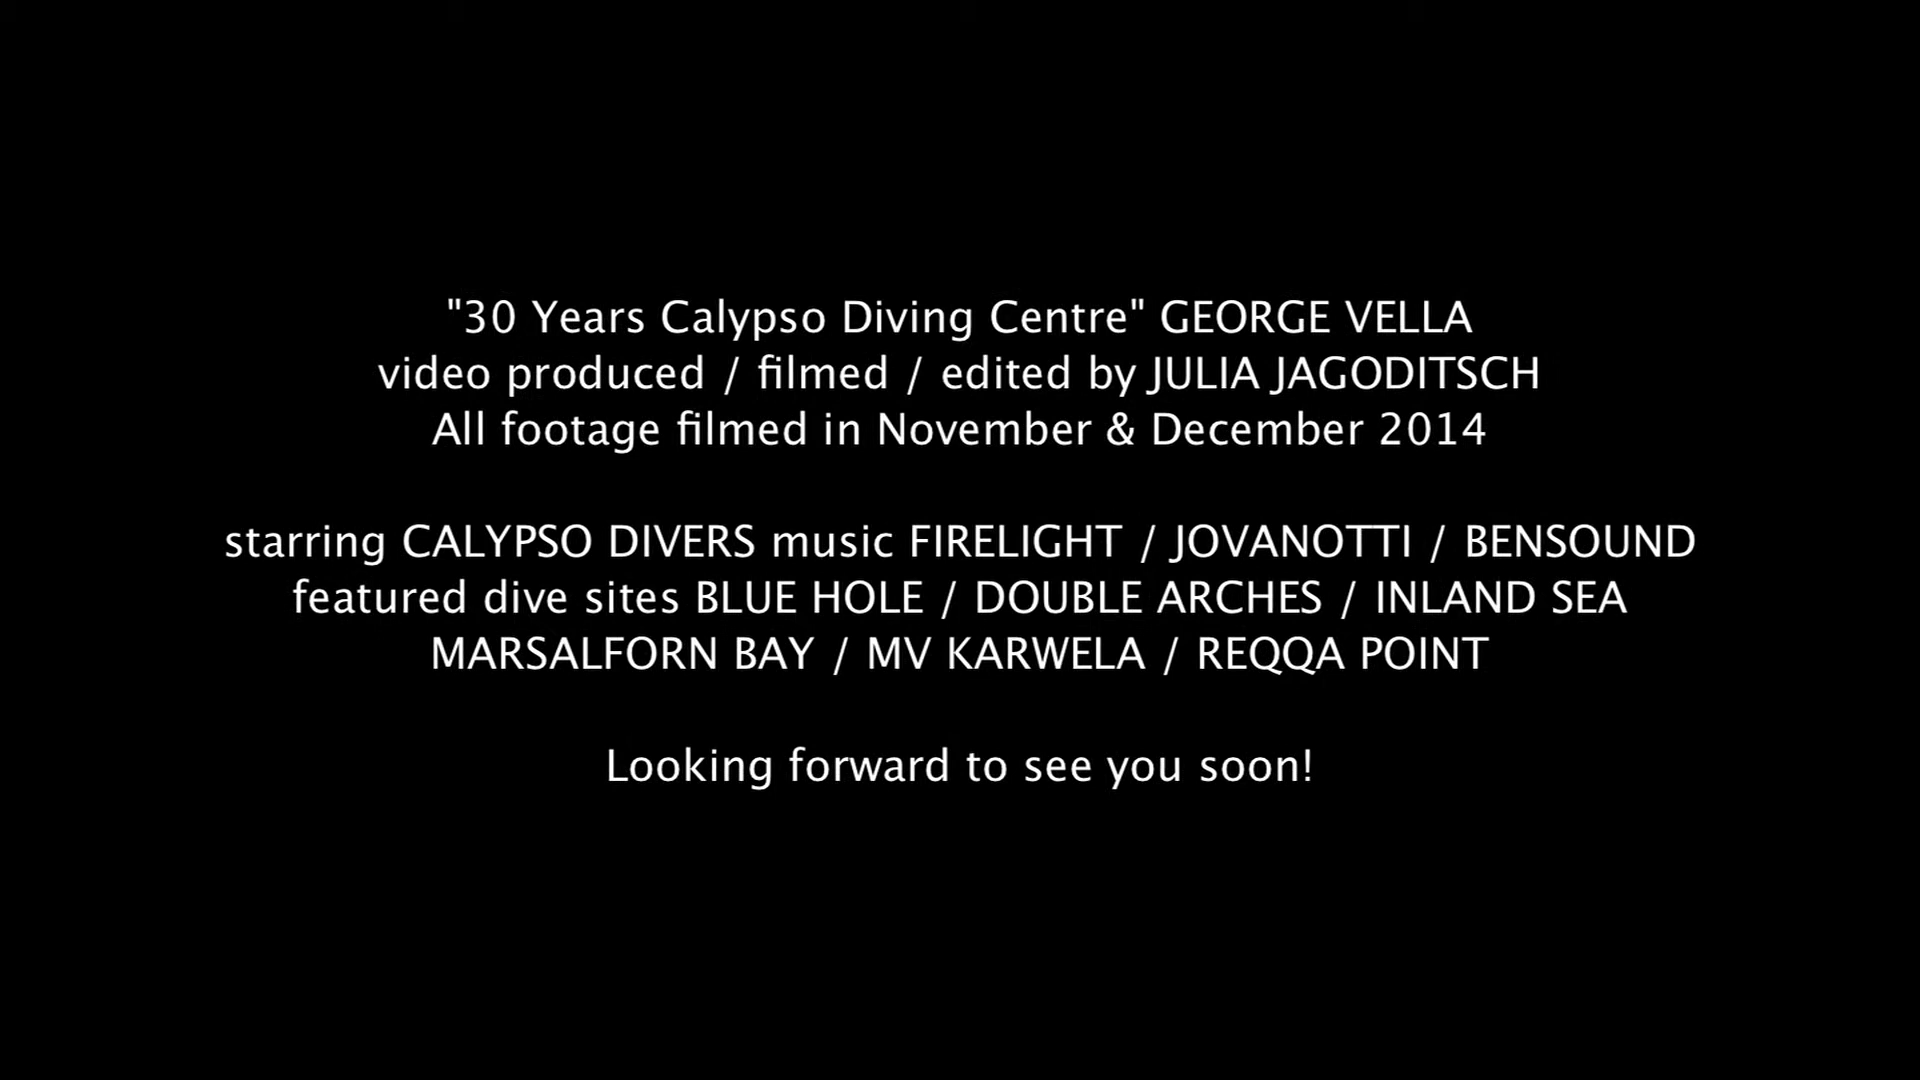 "30 Years Calypso Diving Centre" GEORGE VELLA
video produced / filmed / edited by JULIA JAGODITSCH
All footage filmed in November & December 2014
starring CALYPSO DIVERS music FIRELIGHT / JOVANOTTI / BENSOUND
featured dive sites BLUE HOLE / DOUBLE ARCHES / INLAND SEA
MARSALFORN BAY / MV KARWELA / REQQA POINT
Looking forward to see you soon!